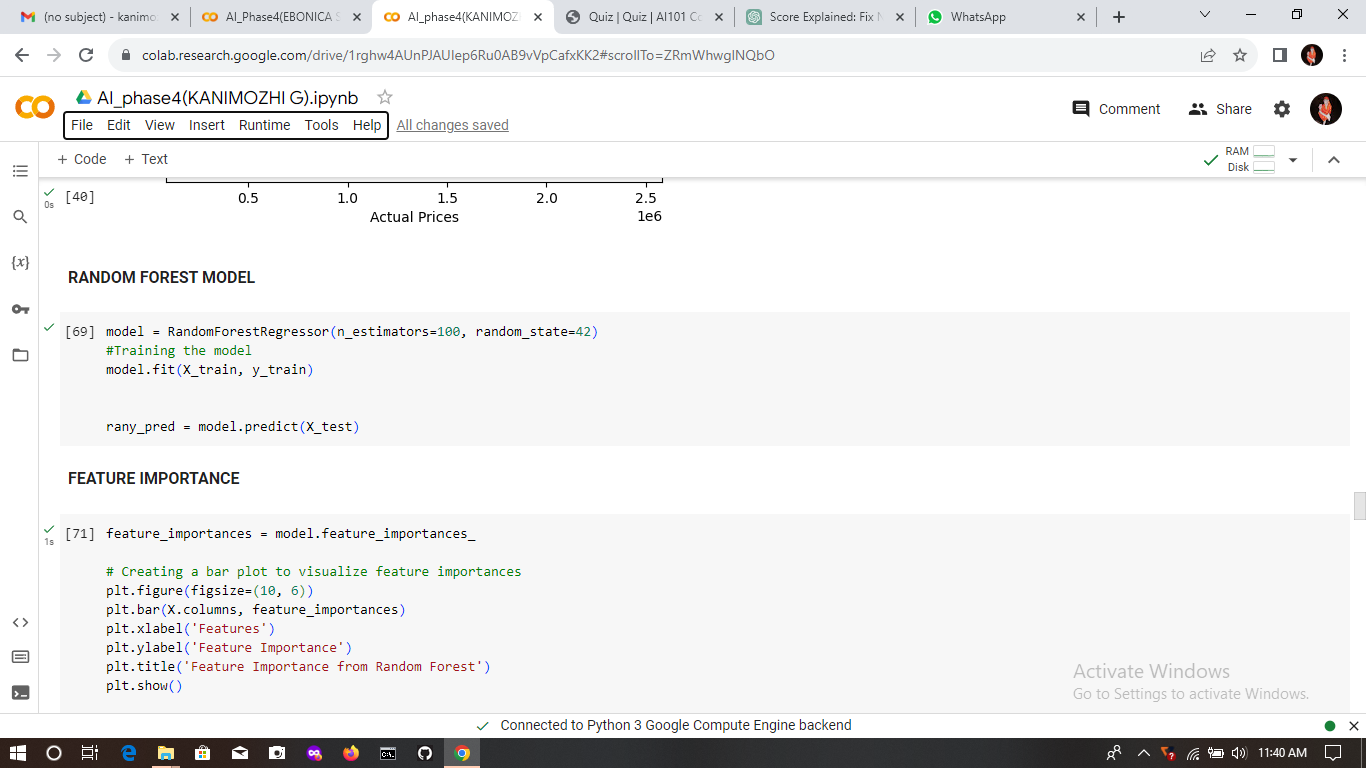 (no subject) - kanimo
AI_Phase4(EBONICA S
AI_phase4(KANIMOZ
Quiz | Quiz | AI101 Co
Score Explained: Fix N
WhatsApp
colab.research.google.com/drive/1rghw4AUnPJAUIep6Ru0AB9vVpCafxKK2#scrollTo=ZRmWhwglNQbO
CO
AI_phase4(KANIMOZHI G).ipynb
Comment
Share
File Edit View Insert Runtime Tools Help All changes saved
+ Code + Text
RAM
Disk
{x}
[40]
0s
0.5 1.0 1.5 2.0 2.5
Actual Prices 1e6
RANDOM FOREST MODEL
[69] model = RandomForestRegressor(n_estimators=100, random_state=42)
#Training the model
model.fit(X_train, y_train)
rany_pred = model.predict(X_test)
FEATURE IMPORTANCE
[71] feature_importances = model.feature_importances_
1s
# Creating a bar plot to visualize feature importances
plt.figure(figsize=(10, 6))
plt.bar(X.columns, feature_importances)
plt.xlabel('Features')
plt.ylabel('Feature Importance')
plt.title('Feature Importance from Random Forest')
plt.show()
Activate Windows
Go to Settings to activate Windows.
Connected to Python 3 Google Compute Engine backend
11:40 AM